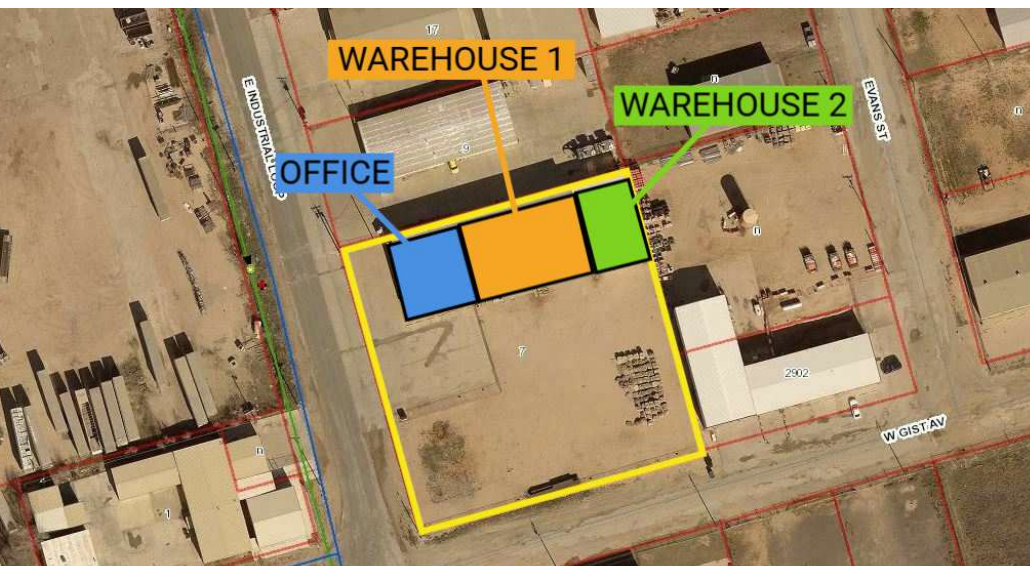 17
WAREHOUSE 1
n
WAREHOUSE 2
E INDUSTRIAL LOOP
EVANS ST
n
9
OFFICE
n
7
2902
W GIST AV
n
1